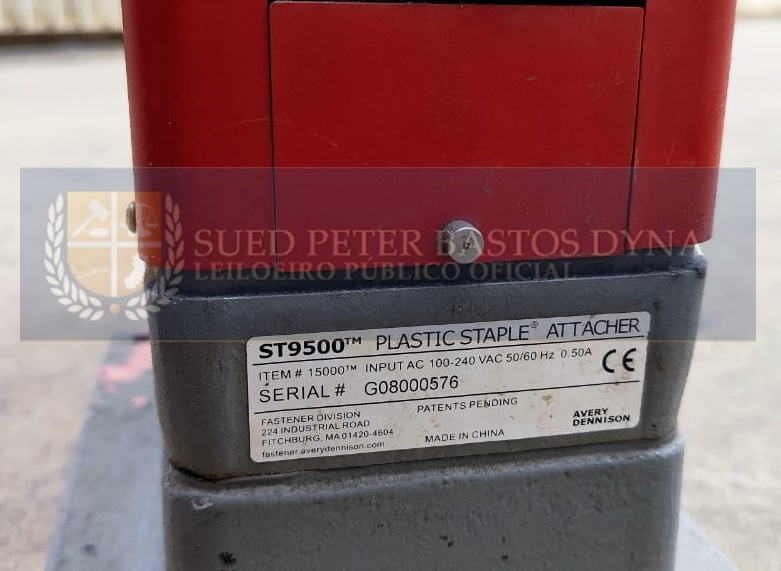 SUED PETER BASTOS DYNA
LEILOEIRO PÚBLICO OFICIAL
ST9500™ PLASTIC STAPLE® ATTACHER
ITEM # 15000™ INPUT AC 100-240 VAC 50/60 Hz 0.50A
CE
SERIAL # G08000576
FASTENER DIVISION
224 INDUSTRIAL ROAD
FITCHBURG, MA 01420-4604
fastener.averydennison.com
PATENTS PENDING
MADE IN CHINA
AVERY
DENNISON